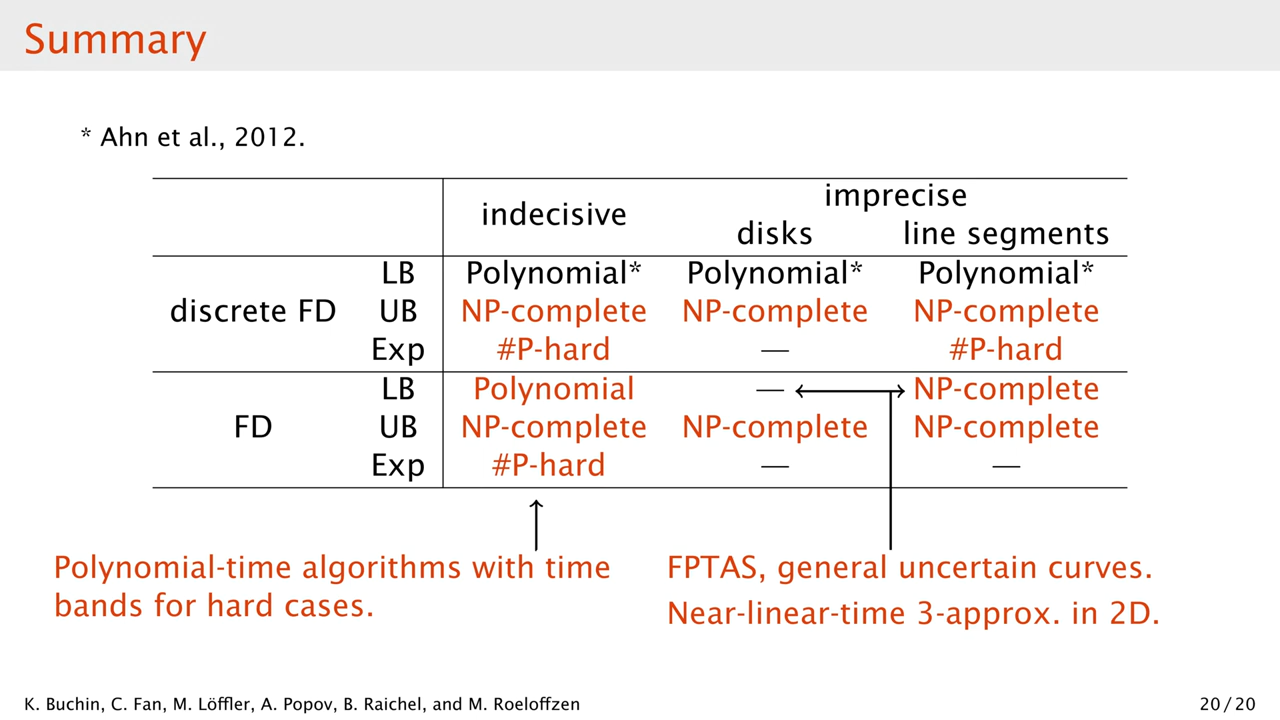 Summary
* Ahn et al., 2012.
indecisive
imprecise
disks line segments
LB Polynomial* Polynomial* Polynomial*
discrete FD UB NP-complete NP-complete NP-complete
Exp #P-hard — #P-hard
LB Polynomial — NP-complete
FD UB NP-complete NP-complete NP-complete
Exp #P-hard — —
Polynomial-time algorithms with time
bands for hard cases.
FPTAS, general uncertain curves.
Near-linear-time 3-approx. in 2D.
K. Buchin, C. Fan, M. Löffler, A. Popov, B. Raichel, and M. Roeloffzen
20 / 20